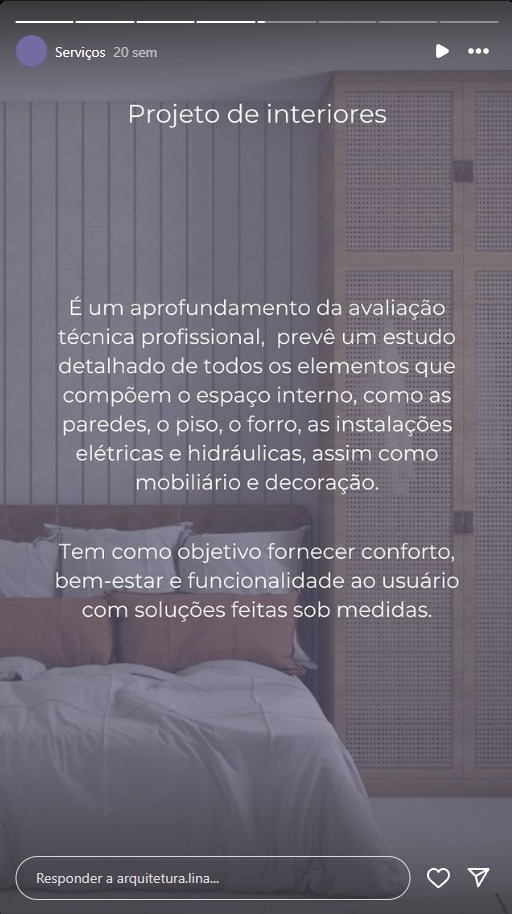 Serviços 20 sem
Projeto de interiores
É um aprofundamento da avaliação
técnica profissional,  prevê um estudo
detalhado de todos os elementos que
compõem o espaço interno, como as
paredes, o piso, o forro, as instalações
elétricas e hidráulicas, assim como
mobiliário e decoração.
Tem como objetivo fornecer conforto,
bem-estar e funcionalidade ao usuário
com soluções feitas sob medidas.
Responder a arquitetura.lina...